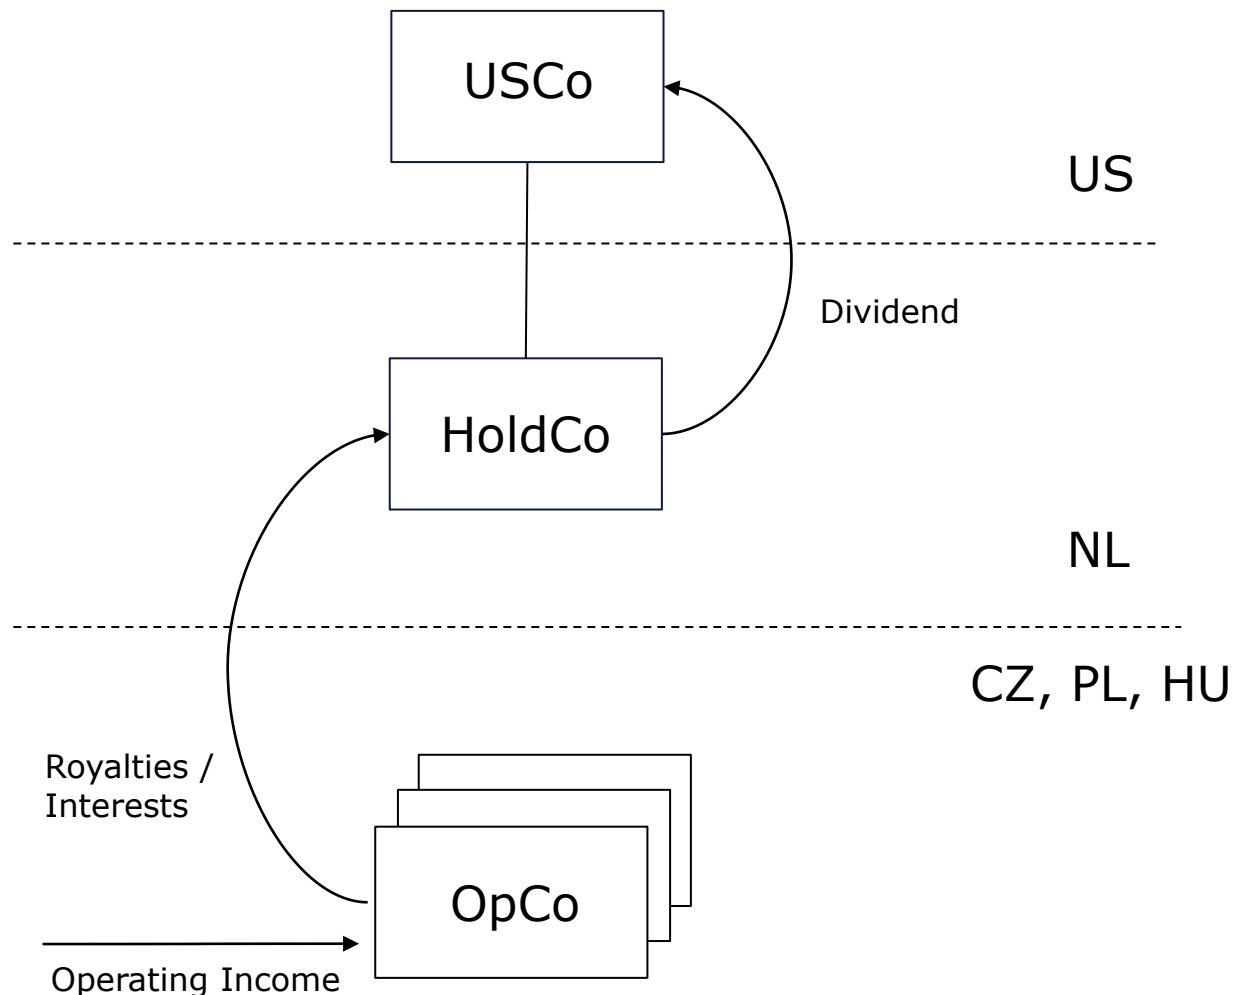 USCo
US
Dividend
HoldCo
NL
CZ, PL, HU
Royalties /
Interests
OpCo
Operating Income